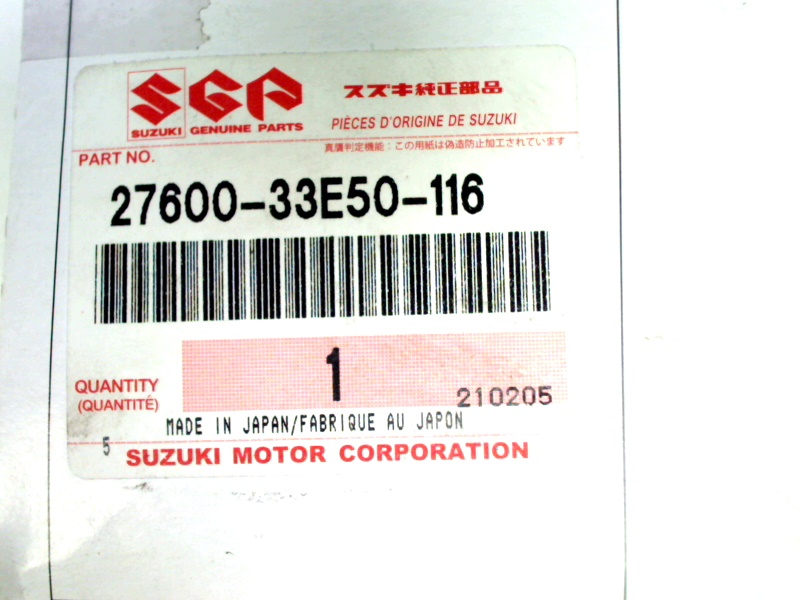 SGP
スズキ純正部品
SUZUKI GENUINE PARTS
PIÈCES D'ORIGINE DE SUZUKI
PART NO.
真贋判定機能：この用紙は偽造防止加工されています
27600-33E50-116
1
QUANTITY
(QUANTITÉ)
210205
MADE IN JAPAN/FABRIQUE AU JAPON
5
SUZUKI MOTOR CORPORATION